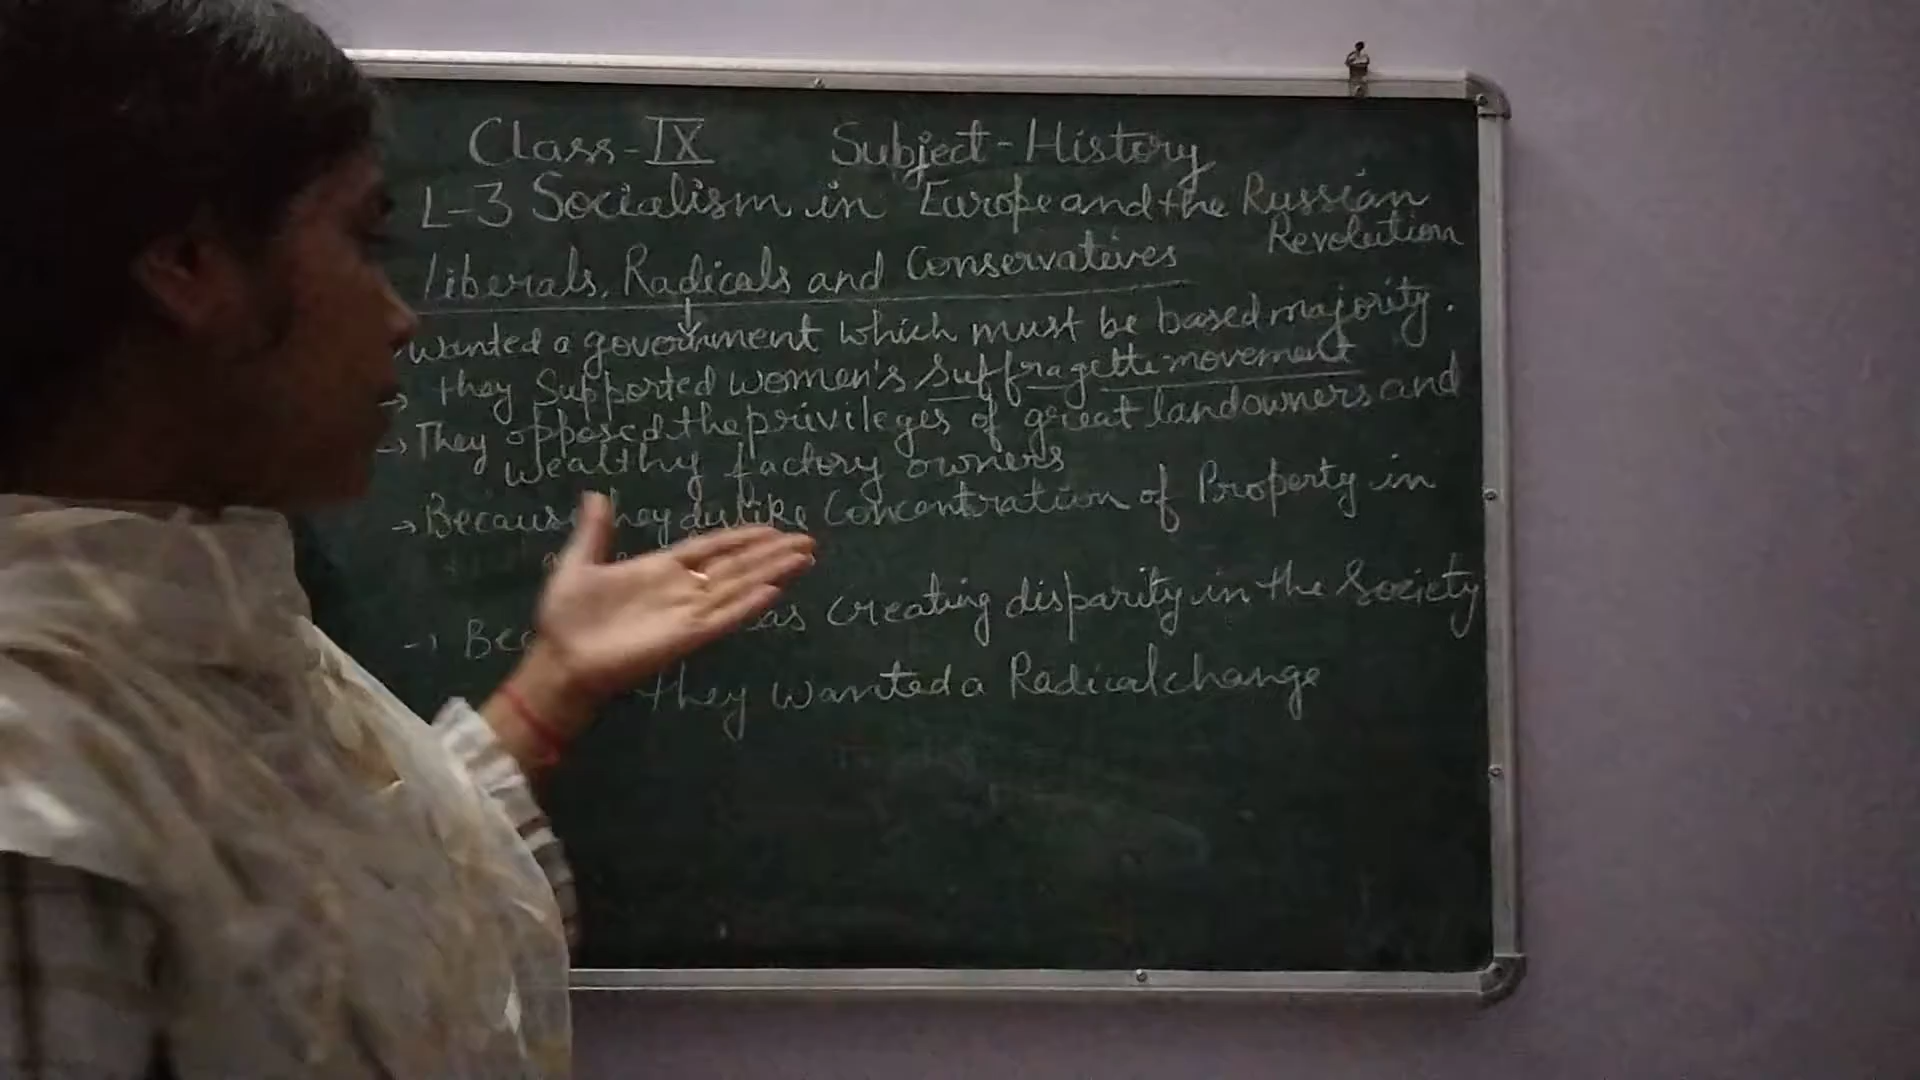 Class-IX Subject-History
L-3 Socialism in Europe and the Russian
Revolution
liberals, Radicals and Conservatives
wanted a government which must be based majority.
→ they Supported women's Suffragette movement
→ They opposed the privileges of great landowners and
wealthy factory owners
→ Because they dislike Concentration of Property in
→ creating disparity in the Society
they wanted a Radical change